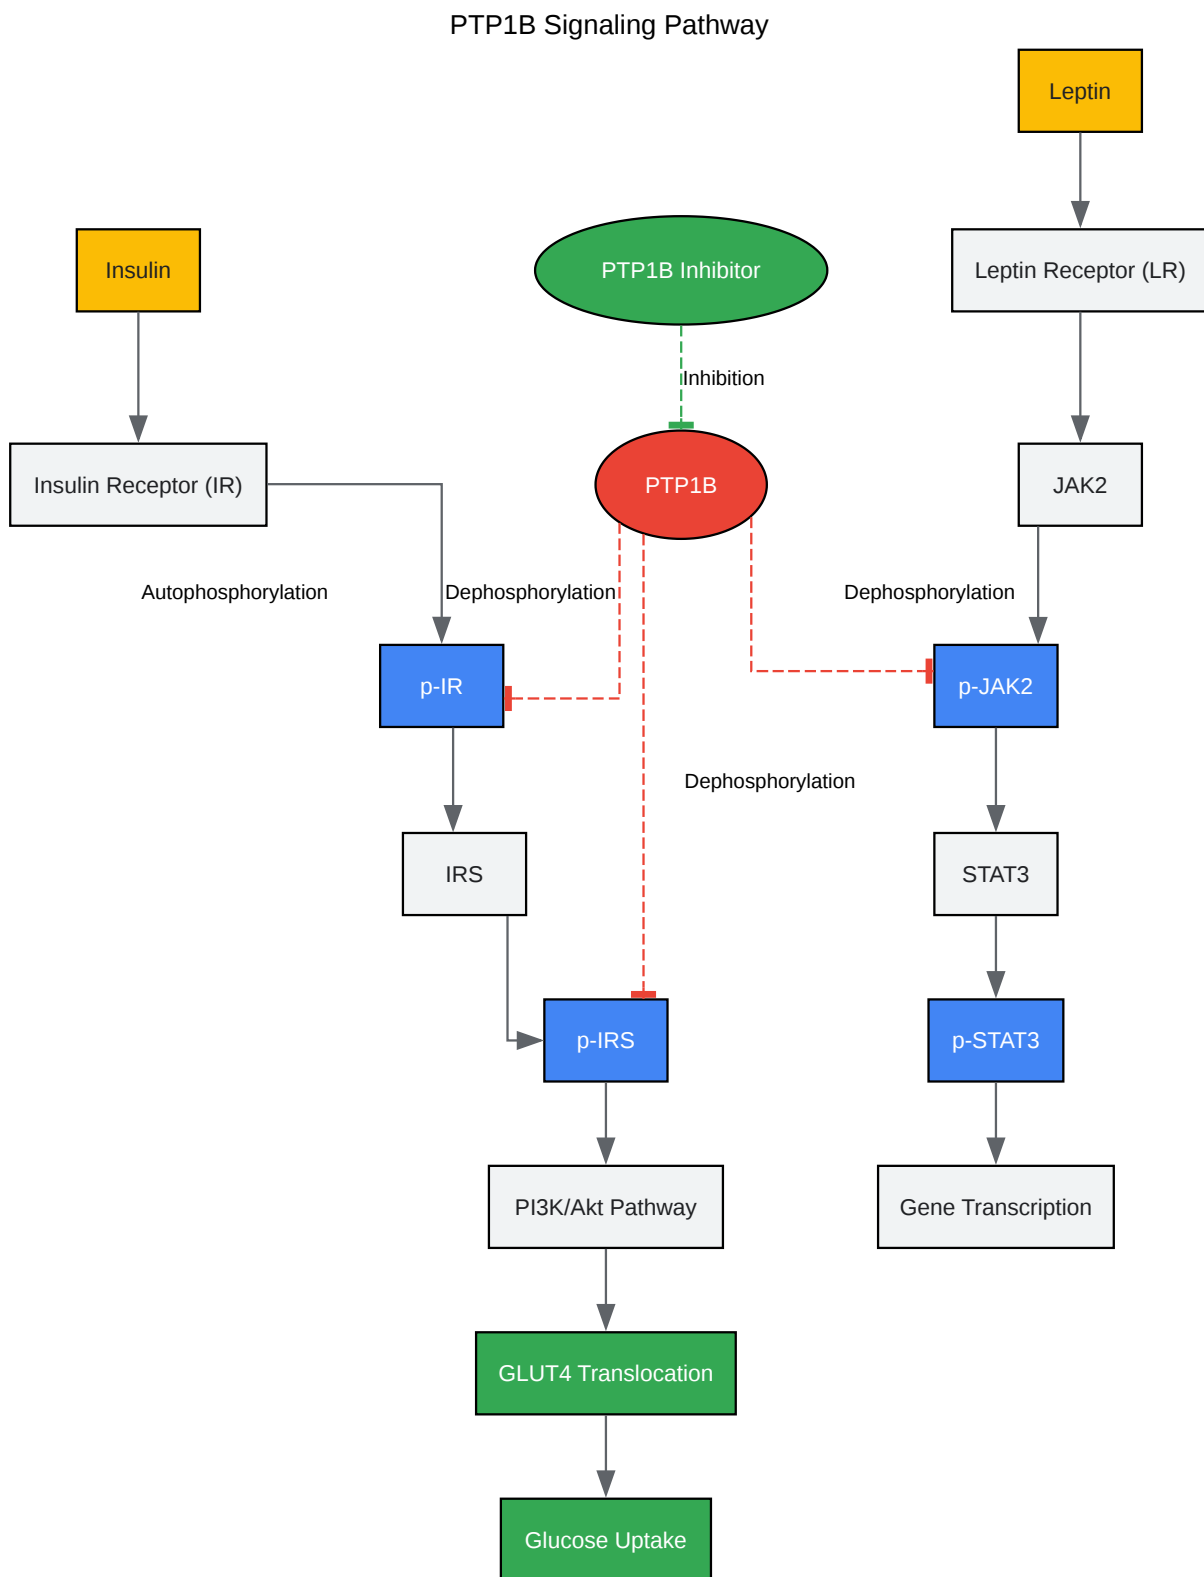 PTP1B Signaling Pathway
Leptin
Insulin
PTP1B Inhibitor
Leptin Receptor (LR)
Inhibition
Insulin Receptor (IR)
PTP1B
JAK2
Autophosphorylation
Dephosphorylation
Dephosphorylation
p-IR
p-JAK2
Dephosphorylation
IRS
STAT3
p-IRS
p-STAT3
PI3K/Akt Pathway
Gene Transcription
GLUT4 Translocation
Glucose Uptake